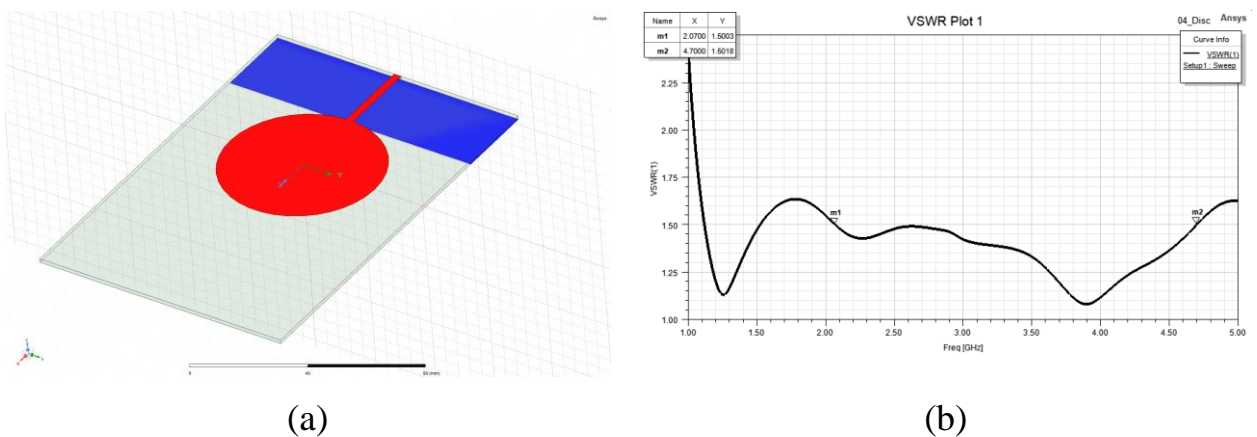 Ansys
Y
Z
0 40 80 (mm)
(a)
Name X Y
m1 2.0700 1.5003
m2 4.7000 1.5018
VSWR Plot 1
04_Disc Ansys
Curve Info
VSWR(1)
Setup1 : Sweep
2.25
2.00
1.75
1.50
1.25
1.00
VSWR(1)
m1
m2
1.00 1.50 2.00 2.50 3.00 3.50 4.00 4.50 5.00
Freq [GHz]
(b)